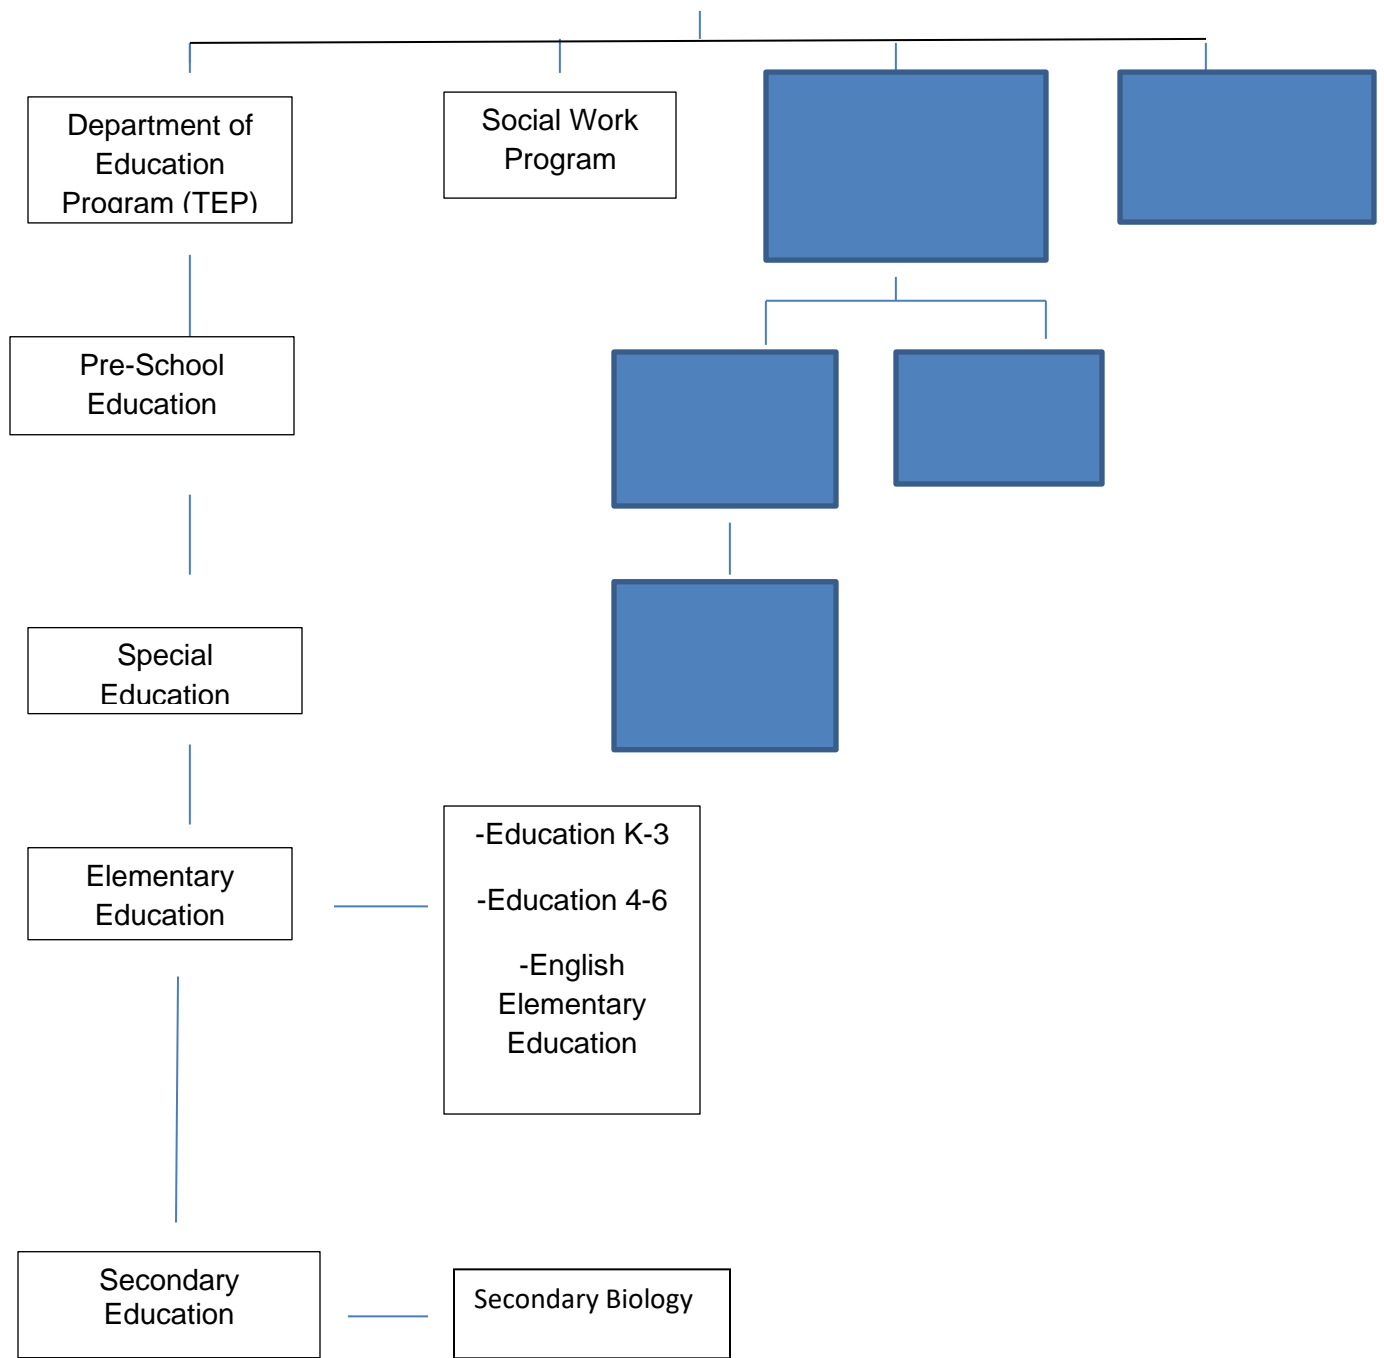 Department of
Education
Program (TEP)
Social Work
Program
Pre-School
Education
Special
Education
Elementary
Education
-Education K-3
-Education 4-6
-English
Elementary
Education
Secondary
Education
Secondary Biology